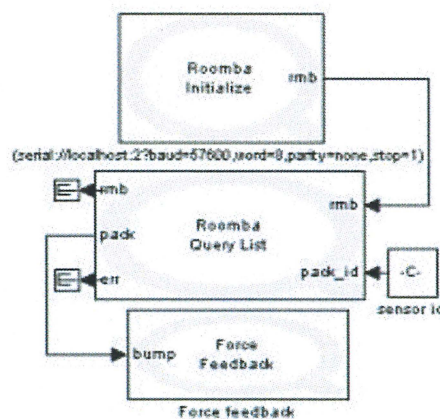 Roomba
Initialize
rmb
(serial://localhost:2?baud=57600,word=8,parity=none,stop=1)
rmb
rmb
Roomba
Query List
pack
err
pack_id
-C-
sensor id
bump
Force
Feedback
Force feedback